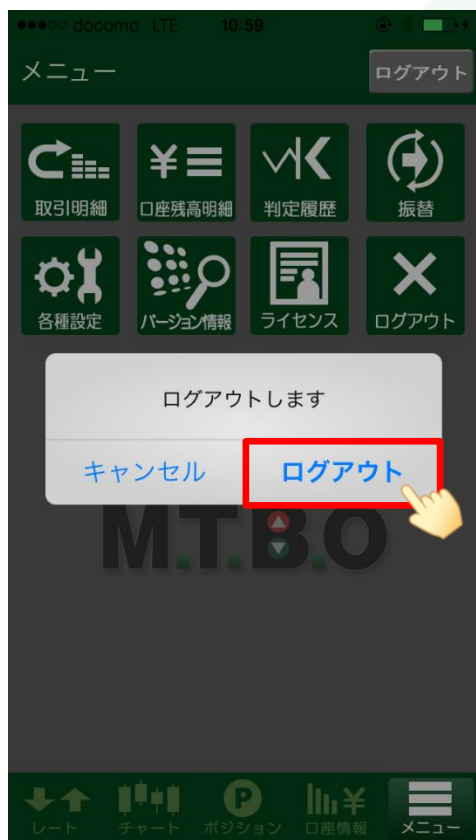 docomo LTE 10:59
メニュー
ログアウト
取引明細
口座残高明細
判定履歴
振替
各種設定
バージョン情報
ライセンス
ログアウト
ログアウトします
キャンセル
ログアウト
M.T.B.O
レート
チャート
P
ポジション
口座情報
メニュー